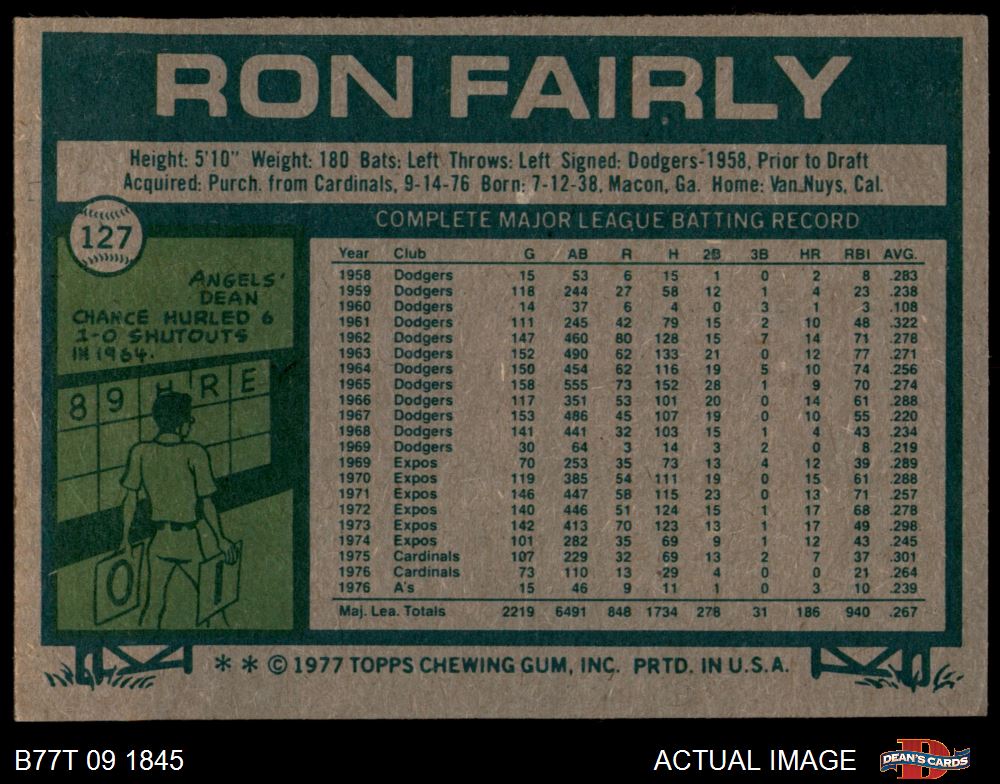 RON FAIRLY
Height: 5'10" Weight: 180 Bats: Left Throws: Left Signed: Dodgers-1958, Prior to Draft
Acquired: Purch. from Cardinals, 9-14-76 Born: 7-12-38, Macon, Ga. Home: Van Nuys, Cal.
127
ANGELS'
DEAN
CHANCE HURLED 6
1-0 SHUTOUTS
IN 1964.
8 9 H R E
0 1
COMPLETE MAJOR LEAGUE BATTING RECORD
Year Club G AB R H 2B 3B HR RBI AVG.
1958 Dodgers 15 53 6 15 1 0 2 8 .283
1959 Dodgers 118 244 27 58 12 1 4 23 .238
1960 Dodgers 14 37 6 4 0 3 1 3 .108
1961 Dodgers 111 245 42 79 15 2 10 48 .322
1962 Dodgers 147 460 80 128 15 7 14 71 .278
1963 Dodgers 152 490 62 133 21 0 12 77 .271
1964 Dodgers 150 454 62 116 19 5 10 74 .256
1965 Dodgers 158 555 73 152 28 1 9 70 .274
1966 Dodgers 117 351 53 101 20 0 14 61 .288
1967 Dodgers 153 486 45 107 19 0 10 55 .220
1968 Dodgers 141 441 32 103 15 1 4 43 .234
1969 Dodgers 30 64 3 14 3 2 0 8 .219
1969 Expos 70 253 35 73 13 4 12 39 .289
1970 Expos 119 385 54 111 19 0 15 61 .288
1971 Expos 146 447 58 115 23 0 13 71 .257
1972 Expos 140 446 51 124 15 1 17 68 .278
1973 Expos 142 413 70 123 13 1 17 49 .298
1974 Expos 101 282 35 69 9 1 12 43 .245
1975 Cardinals 107 229 32 69 13 2 7 37 .301
1976 Cardinals 73 110 13 29 4 0 0 21 .264
1976 A's 15 46 9 11 1 0 3 10 .239
Maj. Lea. Totals 2219 6491 848 1734 278 31 186 940 .267
* * © 1977 TOPPS CHEWING GUM, INC. PRTD. IN U.S.A.
B77T 09 1845
ACTUAL IMAGE
D
DEAN'S CARDS